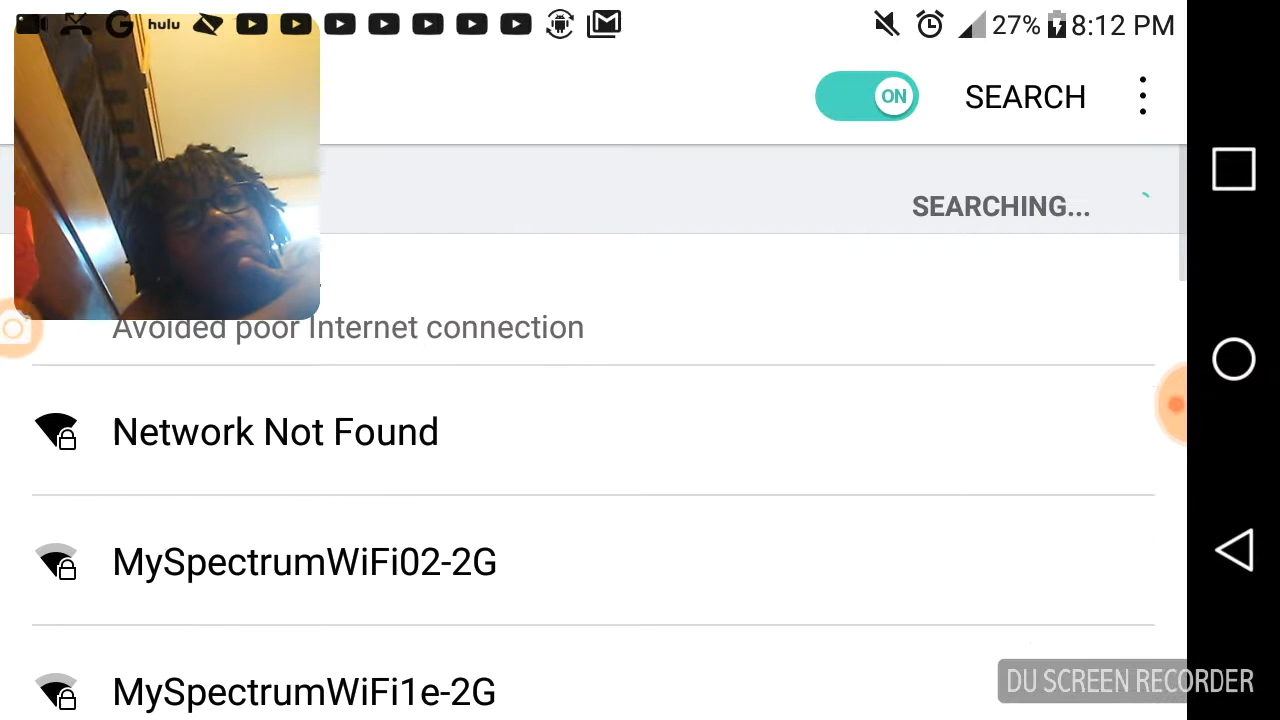 G hulu 27% 8:12 PM
ON SEARCH
SEARCHING...
Avoided poor Internet connection
Network Not Found
MySpectrumWiFi02-2G
MySpectrumWiFi1e-2G
DU SCREEN RECORDER